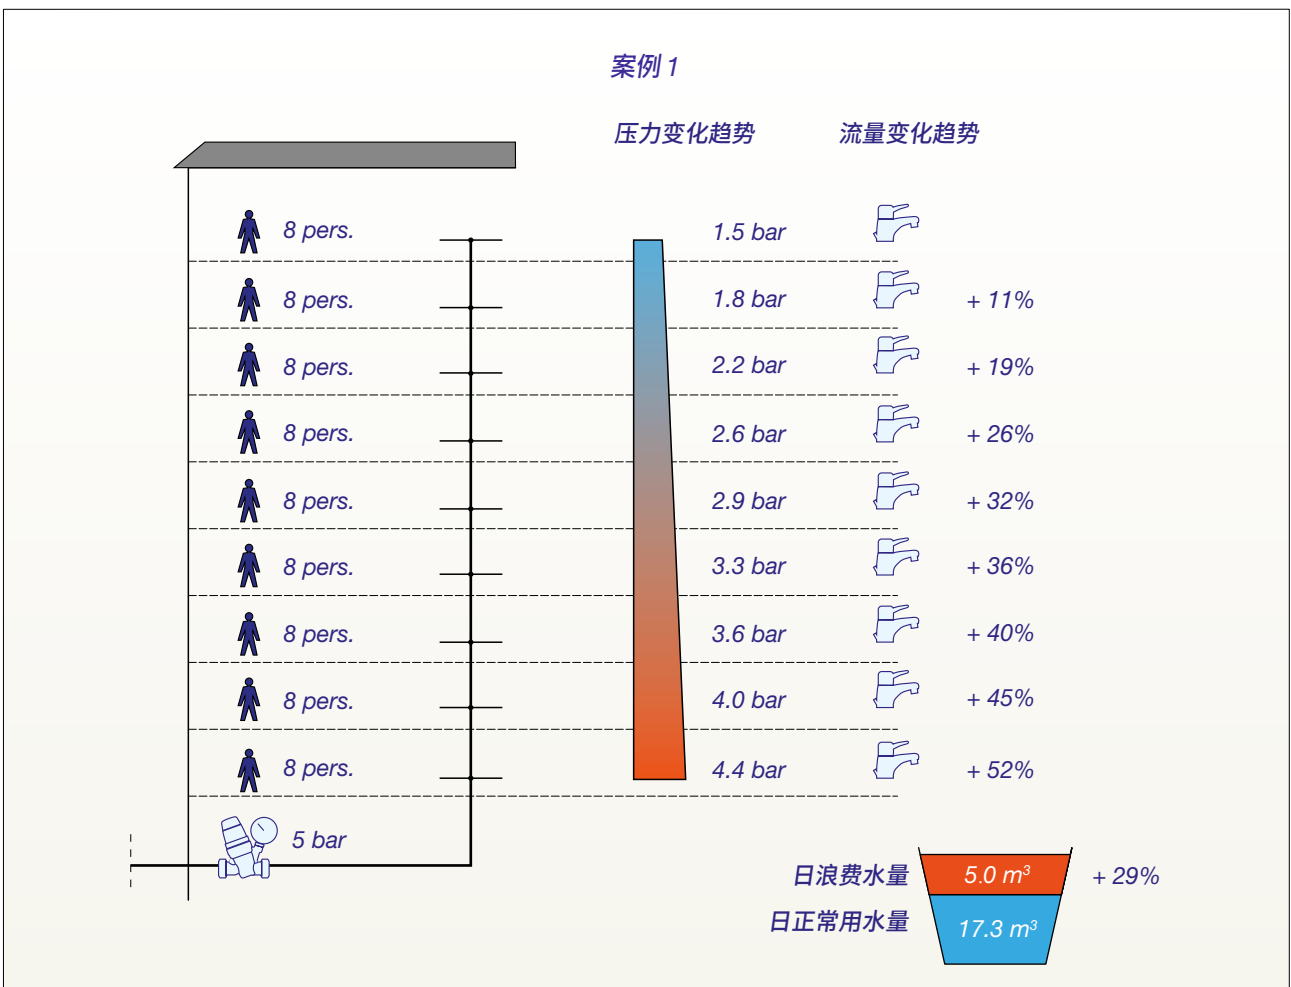 案例 1
压力变化趋势 流量变化趋势
8 pers. 1.5 bar
8 pers. 1.8 bar + 11%
8 pers. 2.2 bar + 19%
8 pers. 2.6 bar + 26%
8 pers. 2.9 bar + 32%
8 pers. 3.3 bar + 36%
8 pers. 3.6 bar + 40%
8 pers. 4.0 bar + 45%
8 pers. 4.4 bar + 52%
5 bar
日浪费水量 5.0 m³ + 29%
日正常用水量 17.3 m³